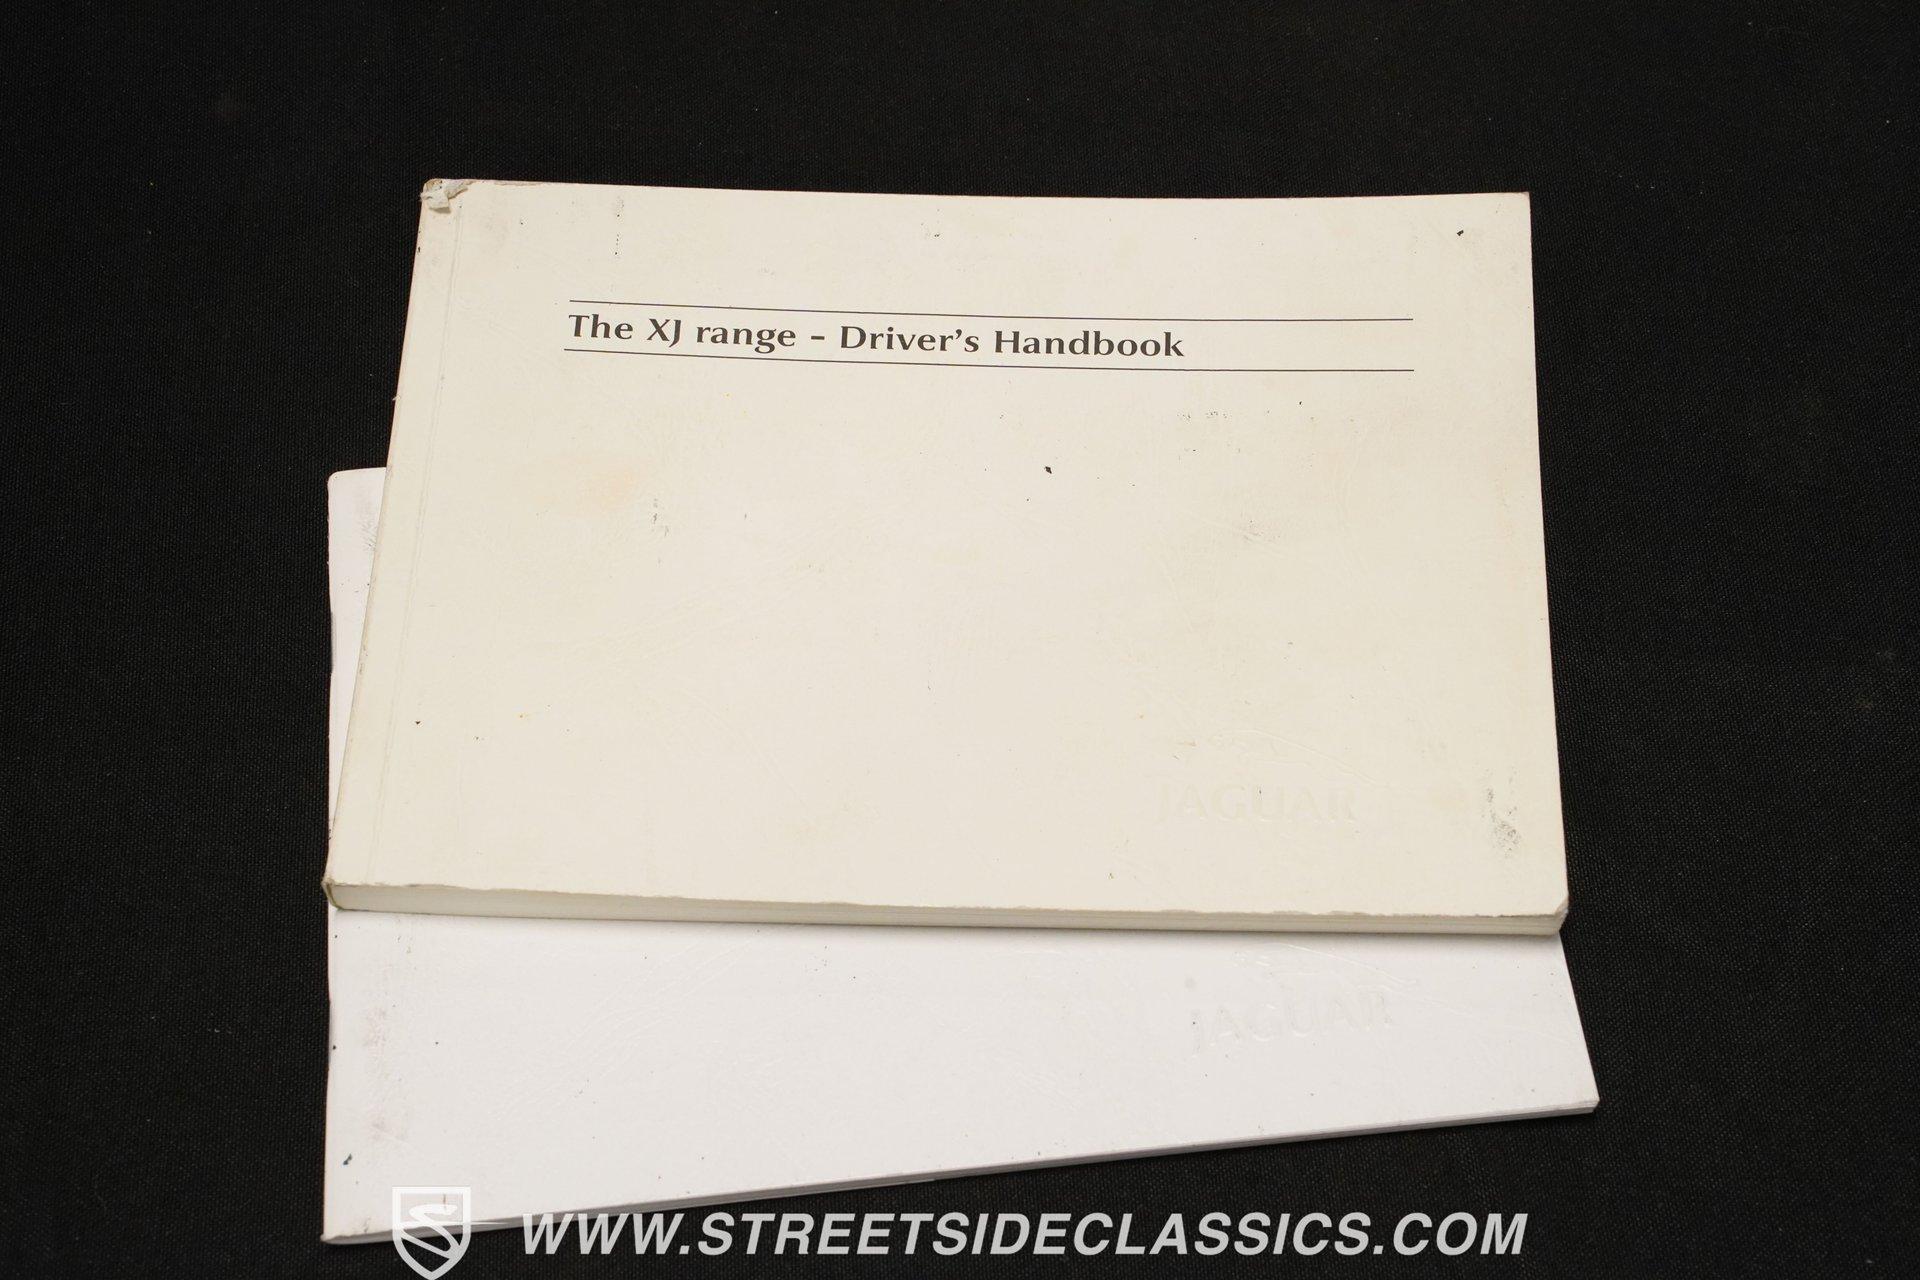 The XJ range – Driver's Handbook
JAGUAR
JAGUAR
WWW.STREETSIDECLASSICS.COM